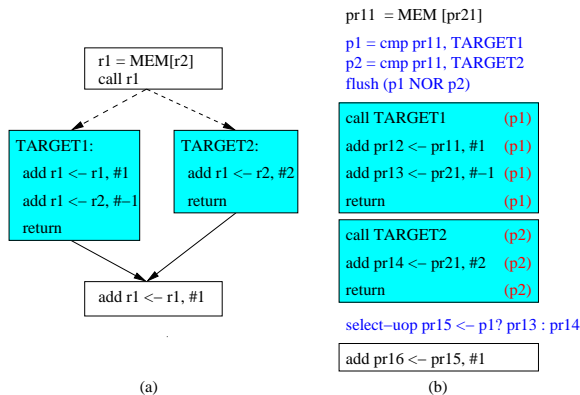 r1 = MEM[r2]
call r1
TARGET1:
add r1 <− r1, #1
add r1 <− r2, #−1
return
TARGET2:
add r1 <− r2, #2
return
add r1 <− r1, #1
(a)
pr11 = MEM [pr21]
p1 = cmp pr11, TARGET1
p2 = cmp pr11, TARGET2
flush (p1 NOR p2)
call TARGET1 (p1)
add pr12 <− pr11, #1 (p1)
add pr13 <− pr21, #−1 (p1)
return (p1)
call TARGET2 (p2)
add pr14 <− pr21, #2 (p2)
return (p2)
select−uop pr15 <− p1? pr13 : pr14
add pr16 <− pr15, #1
(b)